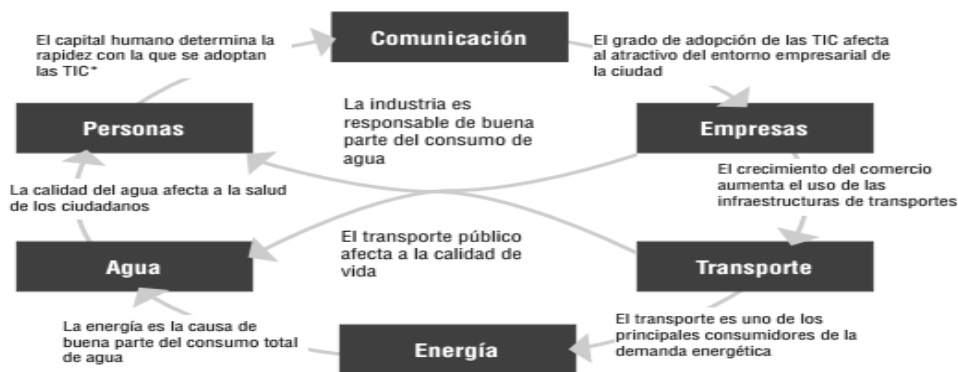 Comunicación
El capital humano determina la
rapidez con la que se adoptan
las TIC*
El grado de adopción de las TIC afecta
al atractivo del entorno empresarial de
la ciudad
Personas
La industria es
responsable de buena
parte del consumo de
agua
Empresas
La calidad del agua afecta a la salud
de los ciudadanos
El crecimiento del comercio
aumenta el uso de las
infraestructuras de transportes
Agua
El transporte público
afecta a la calidad de
vida
Transporte
La energía es la causa de
buena parte del consumo total
de agua
Energía
El transporte es uno de los
principales consumidores de la
demanda energética